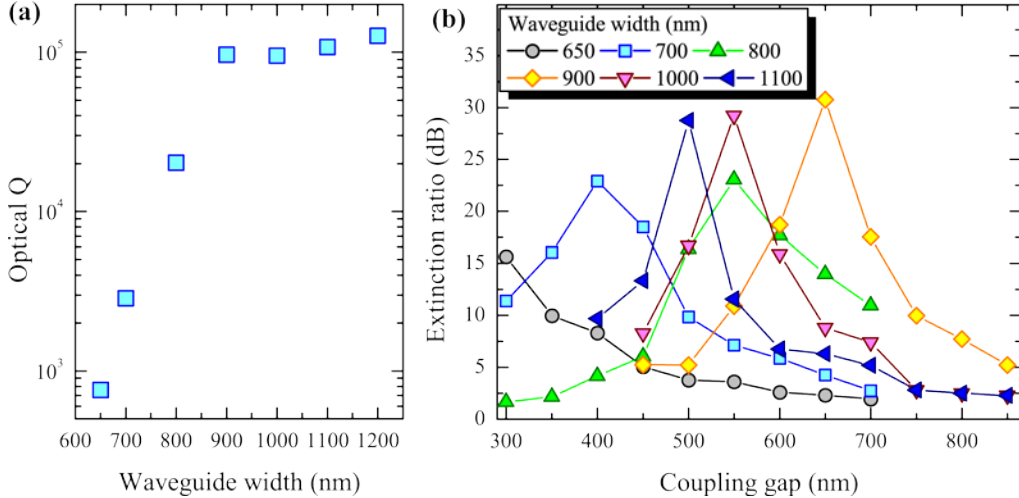 (a)
Optical Q
10^5
10^4
10^3
600 700 800 900 1000 1100 1200
Waveguide width (nm)
(b)
Waveguide width (nm)
650 700 800
900 1000 1100
Extinction ratio (dB)
35
30
25
20
15
10
5
0
300 400 500 600 700 800
Coupling gap (nm)